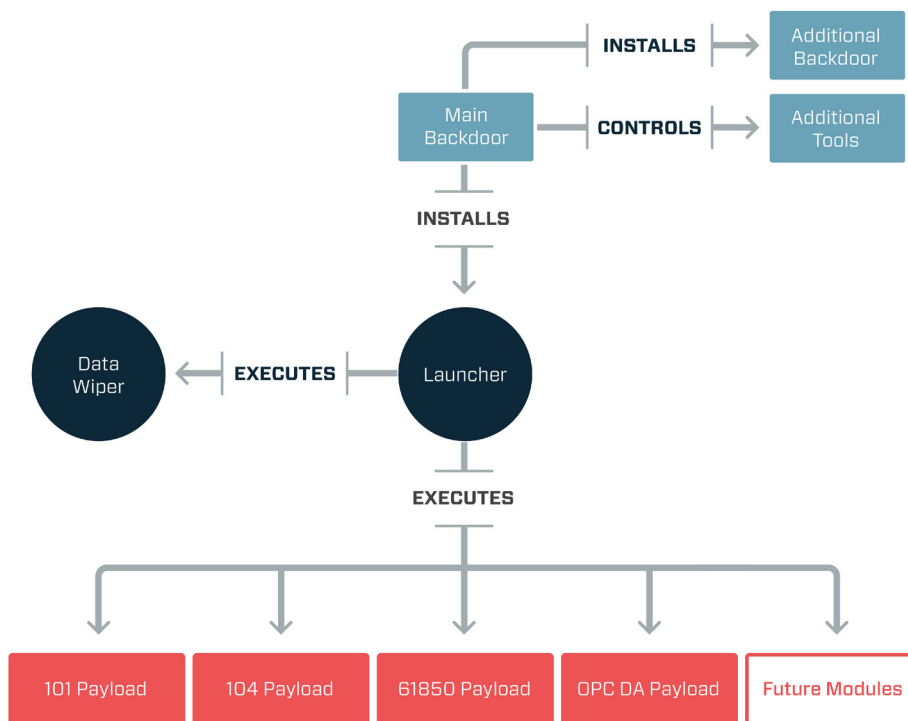 INSTALLS
Additional
Backdoor
Main
Backdoor
CONTROLS
Additional
Tools
INSTALLS
Data
Wiper
EXECUTES
Launcher
EXECUTES
101 Payload
104 Payload
61850 Payload
OPC DA Payload
Future Modules